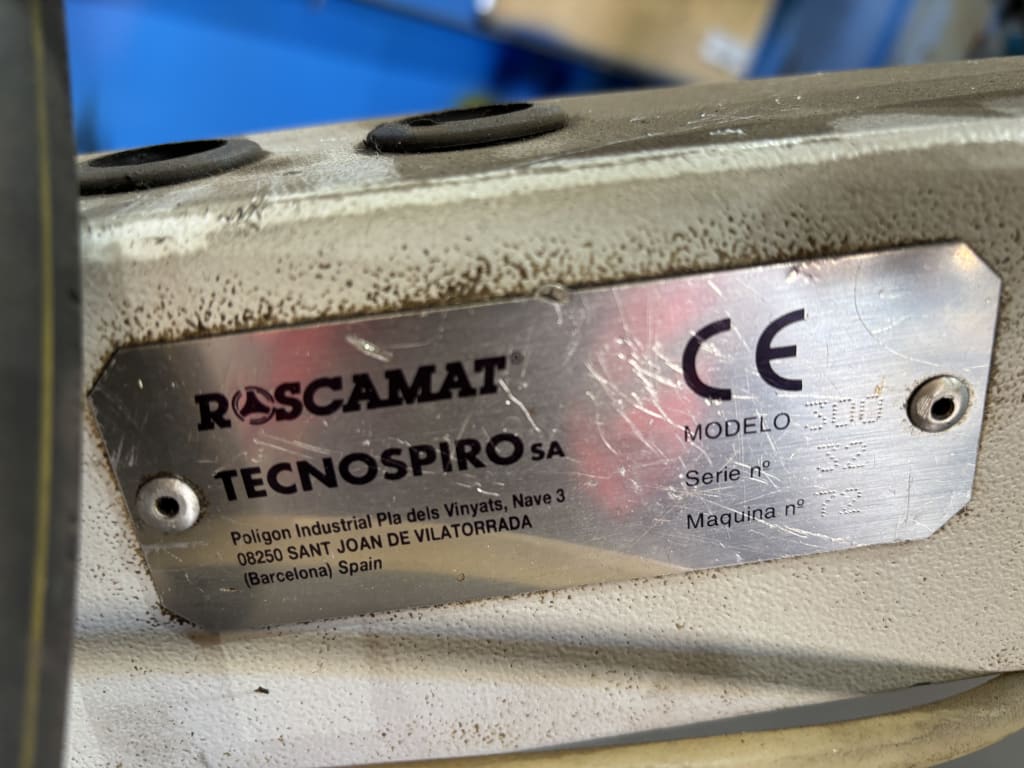 ROSCAMAT®
TECNOSPIRO SA
Poligon Industrial Pla dels Vinyats, Nave 3
08250 SANT JOAN DE VILATORRADA
(Barcelona) Spain
CE
MODELO 300
Serie nº 32
Maquina nº 72